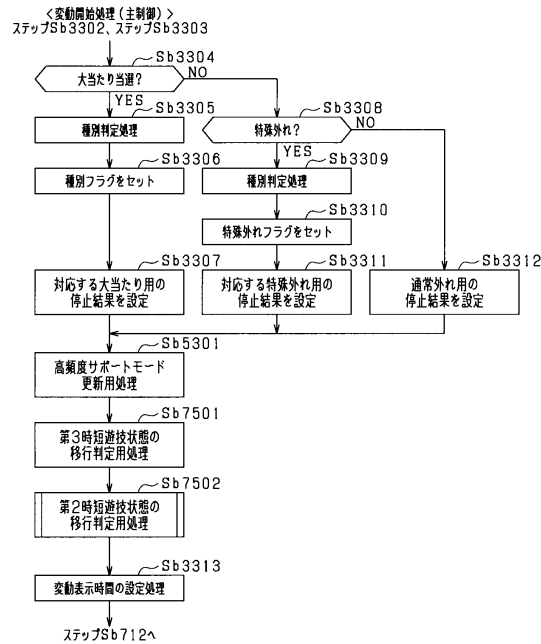 <変動開始処理(主制御)>
ステップSb3302、ステップSb3303
Sb3304
大当たり当選?
NO
YES
Sb3305
種別判定処理
Sb3306
種別フラグをセット
Sb3308
特殊外れ?
NO
YES
Sb3309
種別判定処理
Sb3310
特殊外れフラグをセット
Sb3307
対応する大当たり用の
停止結果を設定
Sb3311
対応する特殊外れ用の
停止結果を設定
Sb3312
通常外れ用の
停止結果を設定
Sb5301
高頻度サポートモード
更新用処理
Sb7501
第3時短遊技状態の
移行判定用処理
Sb7502
第2時短遊技状態の
移行判定用処理
Sb3313
変動表示時間の設定処理
ステップSb712へ